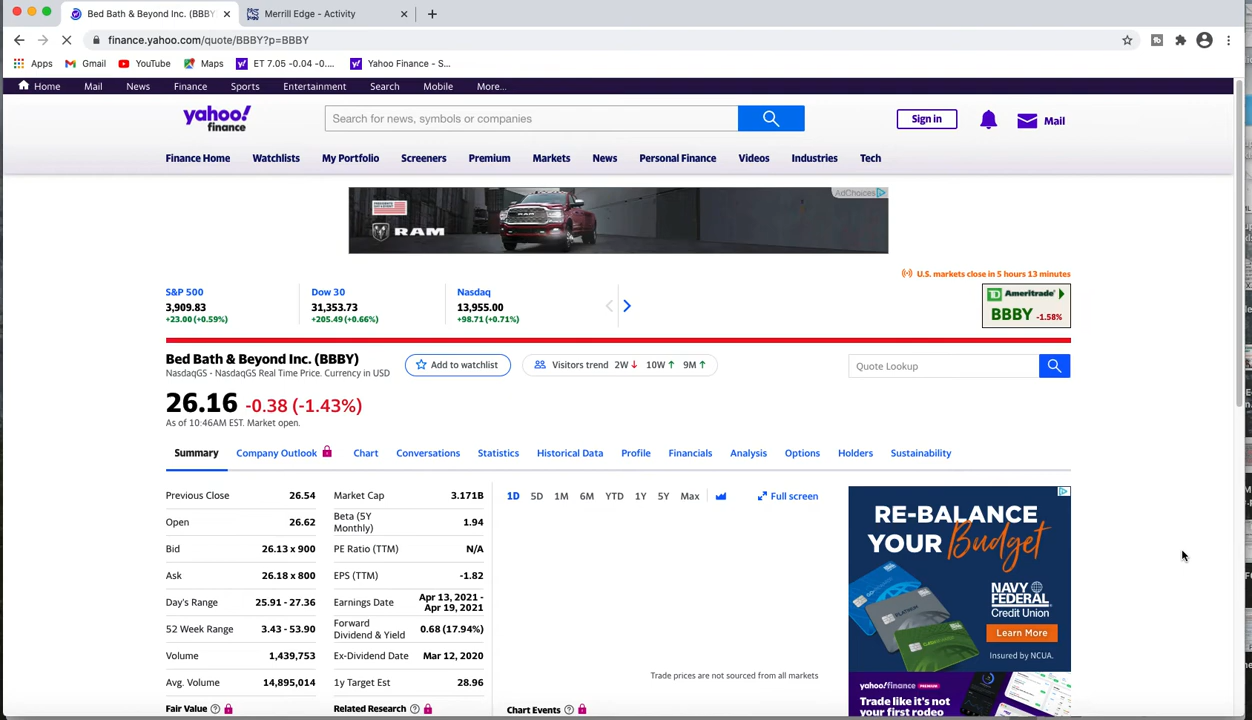 Bed Bath & Beyond Inc. (BBBY)
Merrill Edge - Activity
finance.yahoo.com/quote/BBBY?p=BBBY
Apps Gmail YouTube Maps ET 7.05 -0.04 -0.... Yahoo Finance - S...
Home Mail News Finance Sports Entertainment Search Mobile More...
yahoo!
finance
Search for news, symbols or companies
Sign in
Mail
Finance Home Watchlists My Portfolio Screeners Premium Markets News Personal Finance Videos Industries Tech
AdChoices
RAM
U.S. markets close in 5 hours 13 minutes
S&P 500
3,909.83
+23.00 (+0.59%)
Dow 30
31,353.73
+205.49 (+0.66%)
Nasdaq
13,955.00
+98.71 (+0.71%)
TD Ameritrade
BBBY -1.58%
Bed Bath & Beyond Inc. (BBBY)
NasdaqGS - NasdaqGS Real Time Price. Currency in USD
Add to watchlist
Visitors trend 2W 10W 9M
Quote Lookup
26.16 -0.38 (-1.43%)
As of 10:46AM EST. Market open.
Summary Company Outlook Chart Conversations Statistics Historical Data Profile Financials Analysis Options Holders Sustainability
Previous Close 26.54
Open 26.62
Bid 26.13 x 900
Ask 26.18 x 800
Day's Range 25.91 - 27.36
52 Week Range 3.43 - 53.90
Volume 1,439,753
Avg. Volume 14,895,014
Fair Value
Market Cap 3.171B
Beta (5Y
Monthly) 1.94
PE Ratio (TTM) N/A
EPS (TTM) -1.82
Earnings Date Apr 13, 2021 -
Apr 19, 2021
Forward
Dividend & Yield 0.68 (17.94%)
Ex-Dividend Date Mar 12, 2020
1y Target Est 28.96
Related Research
1D 5D 1M 6M YTD 1Y 5Y Max Full screen
Trade prices are not sourced from all markets
Chart Events
RE-BALANCE
YOUR Budget
NAVY
FEDERAL
Credit Union
Learn More
Insured by NCUA.
yahoo!finance PREMIUM
Trade like it's not
your first rodeo